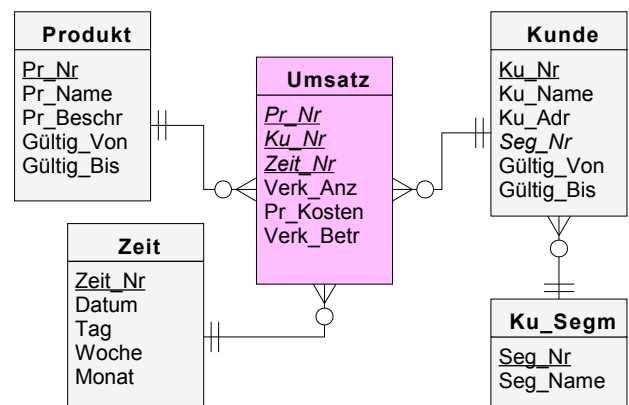 Produkt
Pr_Nr
Pr_Name
Pr_Beschr
Gültig_Von
Gültig_Bis
Umsatz
Pr_Nr
Ku_Nr
Zeit_Nr
Verk_Anz
Pr_Kosten
Verk_Betr
Kunde
Ku_Nr
Ku_Name
Ku_Adr
Seg_Nr
Gültig_Von
Gültig_Bis
Zeit
Zeit_Nr
Datum
Tag
Woche
Monat
Ku_Segm
Seg_Nr
Seg_Name